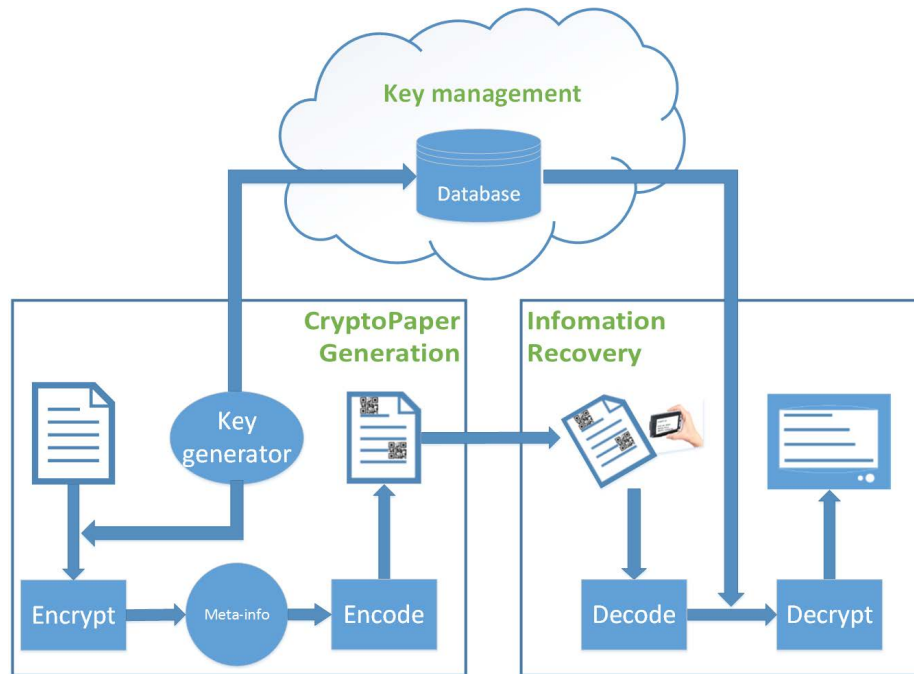 Key management
Database
CryptoPaper
Generation
Infomation
Recovery
Key
generator
Encrypt
Meta-info
Encode
Decode
Decrypt